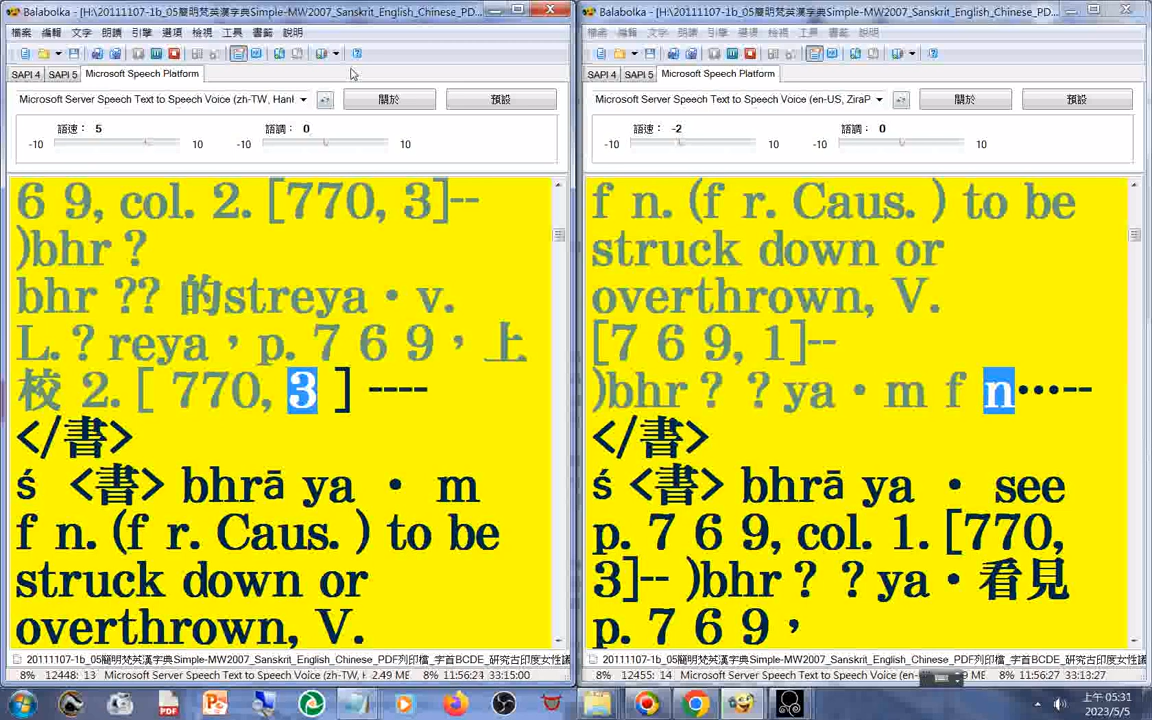 Balabolka - [H:\20111107-1b_05簡明梵英漢字典Simple-MW2007_Sanskrit_English_Chinese_PD...
檔案 編輯 文字 朗讀 引擎 選項 檢視 工具 書籤 說明
SAPI 4 SAPI 5 Microsoft Speech Platform
Microsoft Server Speech Text to Speech Voice (zh-TW, Hanl
關於 預設
語速: 5 語調: 0
-10 10 -10 10
6 9, col. 2. [770, 3]--
)bhr ?
bhr ?? 的streya・v.
L. ? reya，p. 7 6 9，上
校 2. [ 770, 3 ] ----
</書>
ś <書> bhrā ya ・ m
f n. (f r. Caus. ) to be
struck down or
overthrown, V.
20111107-1b_05簡明梵英漢字典Simple-MW2007_Sanskrit_English_Chinese_PDF列印檔_字首BCDE_研究古印度女性議
8% 12448: 13 Microsoft Server Speech Text to Speech Voice (zh-TW, H 2.49 ME 8% 11:56:24 33:15:00
Balabolka - [H:\20111107-1b_05簡明梵英漢字典Simple-MW2007_Sanskrit_English_Chinese_PD...
檔案 編輯 文字 朗讀 引擎 選項 檢視 工具 書籤 說明
SAPI 4 SAPI 5 Microsoft Speech Platform
Microsoft Server Speech Text to Speech Voice (en-US, ZiraP
關於 預設
語速: -2 語調: 0
-10 10 -10 10
f n. (f r. Caus. ) to be
struck down or
overthrown, V.
[7 6 9, 1]--
)bhr ? ? ya・m f n…--
</書>
ś <書> bhrā ya ・ see
p. 7 6 9, col. 1. [770,
3]-- )bhr ? ? ya・看見
p. 7 6 9，
20111107-1b_05簡明梵英漢字典Simple-MW2007_Sanskrit_English_Chinese_PDF列印檔_字首BCDE_研究古印度女性議
8% 12455: 14 Microsoft Server Speech Text to Speech Voice (en-U ME 8% 11:56:27 33:13:27
上午 05:31
2023/5/5